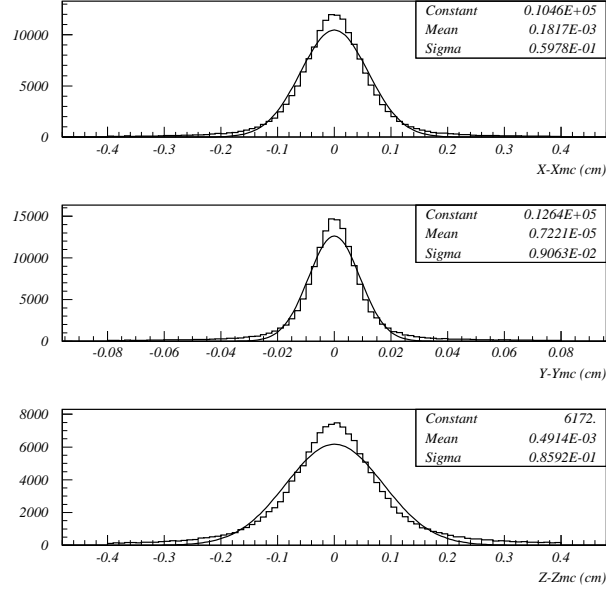 Constant 0.1046E+05
Mean 0.1817E-03
Sigma 0.5978E-01
10000
5000
0
-0.4 -0.3 -0.2 -0.1 0 0.1 0.2 0.3 0.4
X-Xmc (cm)
Constant 0.1264E+05
Mean 0.7221E-05
Sigma 0.9063E-02
15000
10000
5000
0
-0.08 -0.06 -0.04 -0.02 0 0.02 0.04 0.06 0.08
Y-Ymc (cm)
Constant 6172.
Mean 0.4914E-03
Sigma 0.8592E-01
8000
6000
4000
2000
0
-0.4 -0.3 -0.2 -0.1 0 0.1 0.2 0.3 0.4
Z-Zmc (cm)